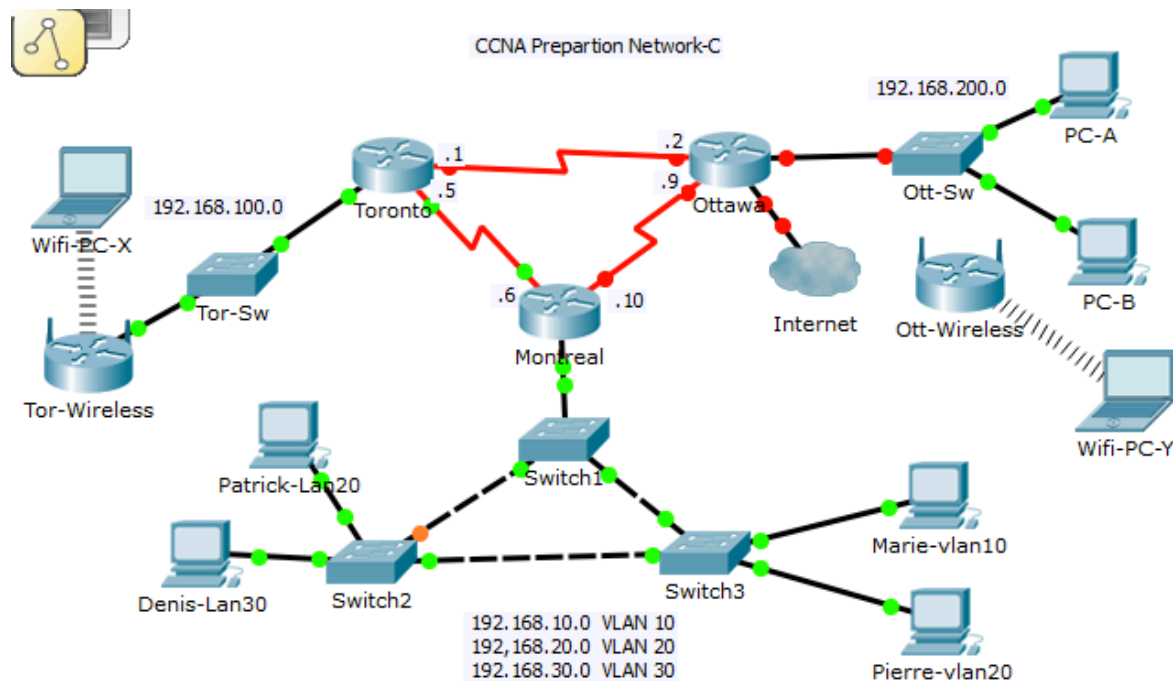 CCNA Prepartion Network-C
192.168.200.0
PC-A
.1
.2
.5
.9
Toronto
Ottawa
Ott-Sw
192.168.100.0
Wifi-PC-X
Tor-Sw
.6
.10
Internet
PC-B
Ott-Wireless
Montreal
Tor-Wireless
Wifi-PC-Y
Switch1
Patrick-Lan20
Marie-vlan10
Denis-Lan30
Switch2
Switch3
192.168.10.0 VLAN 10
192,168.20.0 VLAN 20
192.168.30.0 VLAN 30
Pierre-vlan20